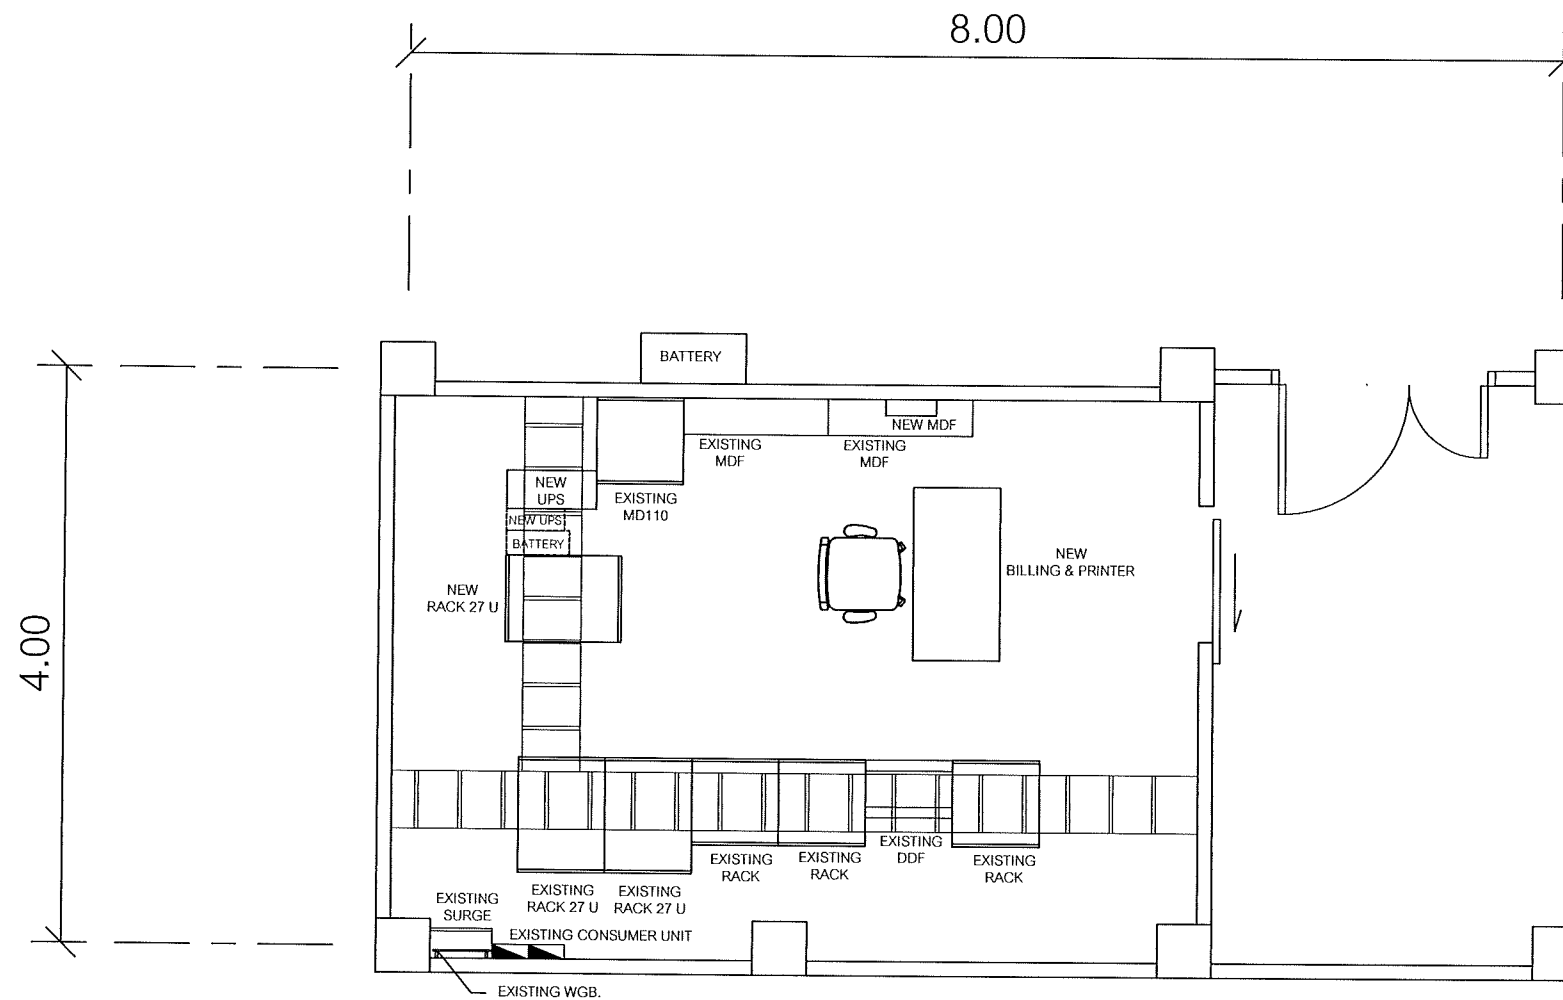 8.00
4.00
BATTERY
NEW MDF
EXISTING
MDF
EXISTING
MDF
NEW
UPS
EXISTING
MD110
NEW UPS
BATTERY
NEW
RACK 27 U
NEW
BILLING & PRINTER
EXISTING
RACK
EXISTING
RACK
EXISTING
DDF
EXISTING
RACK
EXISTING
RACK 27 U
EXISTING
RACK 27 U
EXISTING
SURGE
EXISTING CONSUMER UNIT
EXISTING WGB.